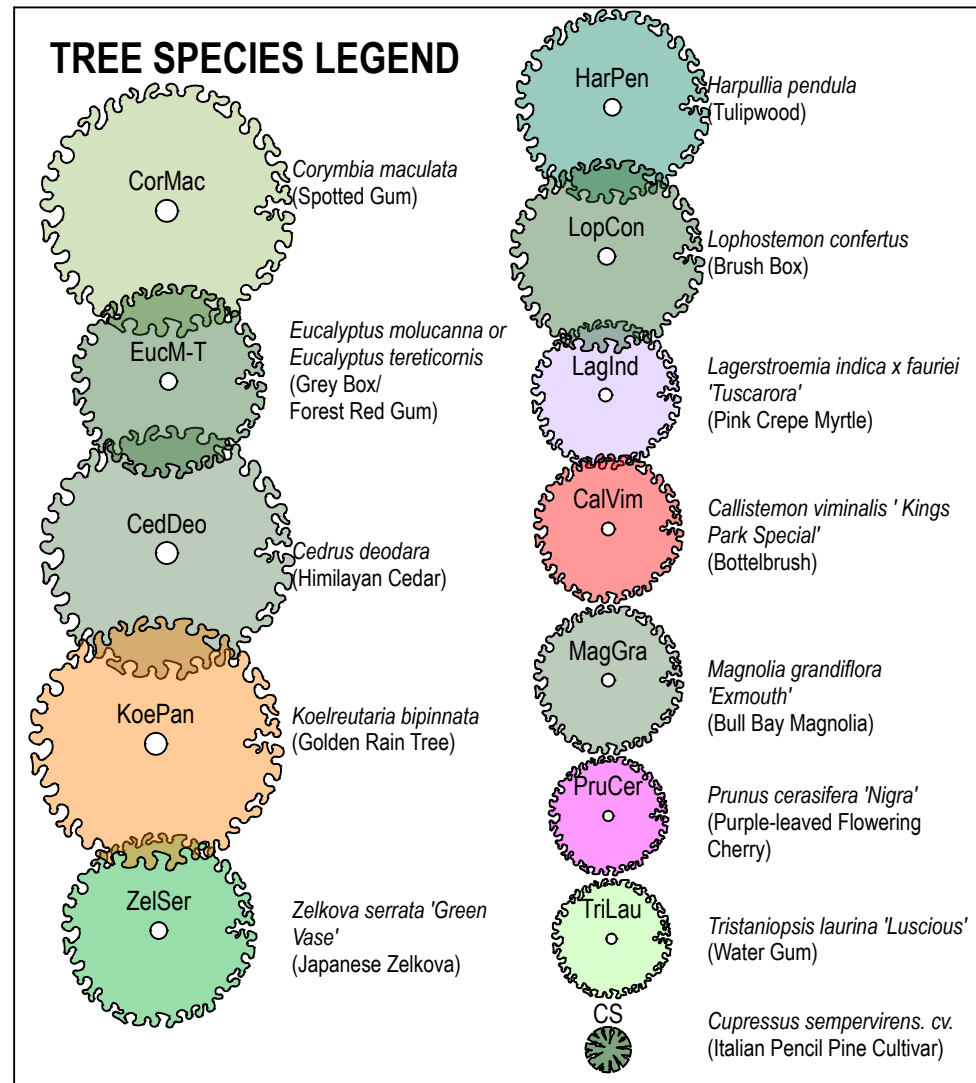 TREE SPECIES LEGEND
CorMac
Corymbia maculata
(Spotted Gum)
EucM-T
Eucalyptus molucanna or
Eucalyptus tereticornis
(Grey Box/
Forest Red Gum)
CedDeo
Cedrus deodara
(Himilayan Cedar)
KoePan
Koelreutaria bipinnata
(Golden Rain Tree)
ZelSer
Zelkova serrata 'Green
Vase'
(Japanese Zelkova)
HarPen
Harpullia pendula
(Tulipwood)
LopCon
Lophostemon confertus
(Brush Box)
LagInd
Lagerstroemia indica x fauriei
'Tuscarora'
(Pink Crepe Myrtle)
CalVim
Callistemon viminalis ' Kings
Park Special'
(Bottelbrush)
MagGra
Magnolia grandiflora
'Exmouth'
(Bull Bay Magnolia)
PruCer
Prunus cerasifera 'Nigra'
(Purple-leaved Flowering
Cherry)
TriLau
Tristaniopsis laurina 'Luscious'
(Water Gum)
CS
Cupressus sempervirens. cv.
(Italian Pencil Pine Cultivar)